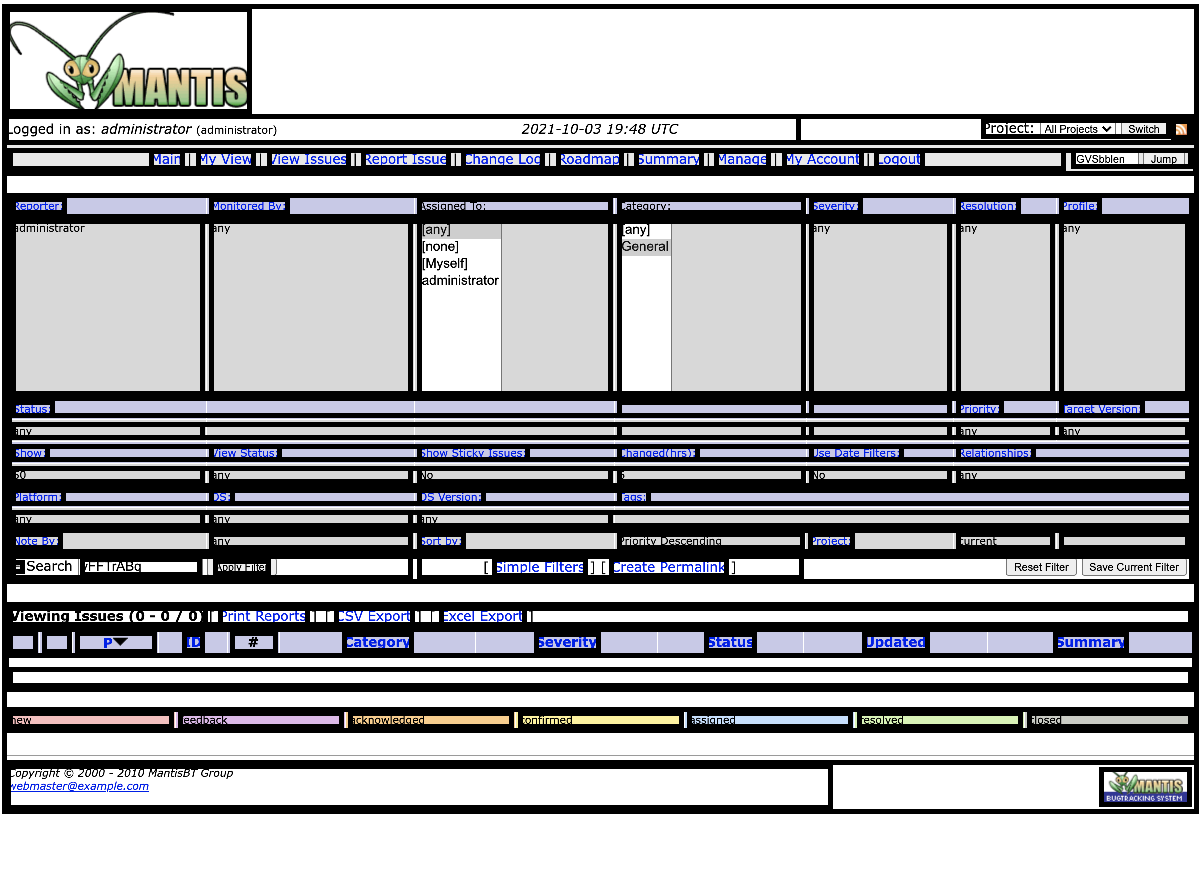 MANTIS
Logged in as: administrator (administrator) 2021-10-03 19:48 UTC Project: All Projects Switch
Main | My View | View Issues | Report Issue | Change Log | Roadmap | Summary | Manage | My Account | Logout GVSbblen Jump
Reporter: Monitored By: Assigned To: Category: Severity: Resolution: Profile:
administrator any [any] [any] any any any
[none] General
[Myself]
administrator
Status: Priority: Target Version:
any any any
Show: View Status: Show Sticky Issues: Changed(hrs): Use Date Filters: Relationships:
50 any No 6 No any
Platform: OS: OS Version: Tags:
any any any
Note By: any Sort by: Priority Descending Project: current
Search Apply Filter [ Simple Filters ] [ Create Permalink ] Reset Filter Save Current Filter
Viewing Issues (0 - 0 / 0) [ Print Reports ] [ CSV Export ] [ Excel Export ]
P ID # Category Severity Status Updated Summary
new feedback acknowledged confirmed assigned resolved closed
Copyright © 2000 - 2010 MantisBT Group
webmaster@example.com
MANTIS
BUGTRACKING SYSTEM